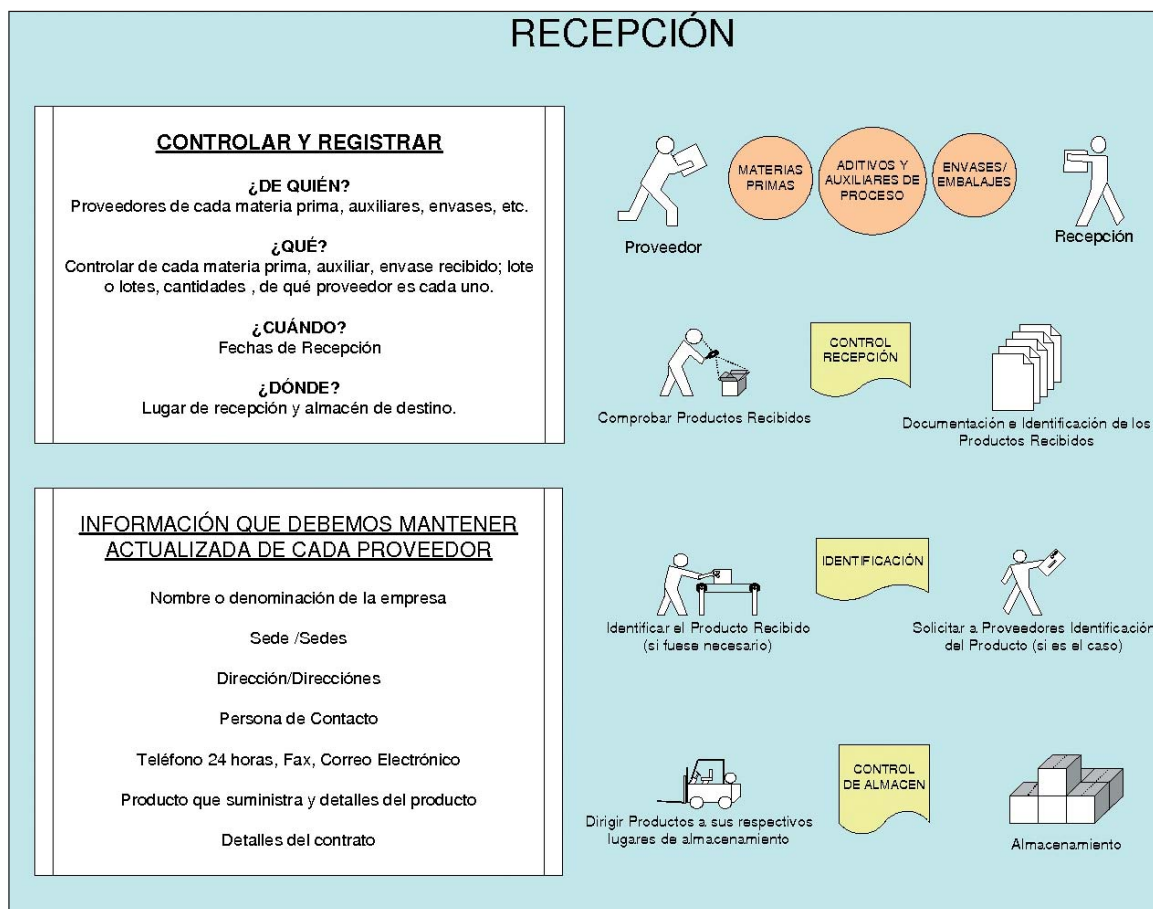 RECEPCIÓN
CONTROLAR Y REGISTRAR
¿DE QUIÉN?
Proveedores de cada materia prima, auxiliares, envases, etc.
¿QUÉ?
Controlar de cada materia prima, auxiliar, envase recibido; lote
o lotes, cantidades , de qué proveedor es cada uno.
¿CUÁNDO?
Fechas de Recepción
¿DÓNDE?
Lugar de recepción y almacén de destino.
INFORMACIÓN QUE DEBEMOS MANTENER
ACTUALIZADA DE CADA PROVEEDOR
Nombre o denominación de la empresa
Sede /Sedes
Dirección/Direcciónes
Persona de Contacto
Teléfono 24 horas, Fax, Correo Electrónico
Producto que suministra y detalles del producto
Detalles del contrato
Proveedor
MATERIAS
PRIMAS
ADITIVOS Y
AUXILIARES DE
PROCESO
ENVASES/
EMBALAJES
Recepción
Comprobar Productos Recibidos
CONTROL
RECEPCIÓN
Documentación e Identificación de los
Productos Recibidos
Identificar el Producto Recibido
(si fuese necesario)
IDENTIFICACIÓN
Solicitar a Proveedores Identificación
del Producto (si es el caso)
Dirigir Productos a sus respectivos
lugares de almacenamiento
CONTROL
DE ALMACEN
Almacenamiento